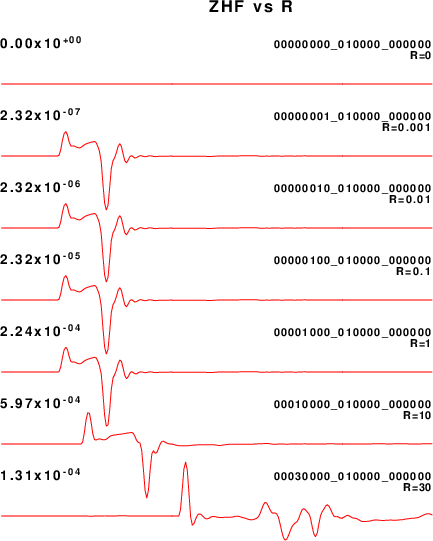 ZHF vs R
0.00x10+00 00000000_010000_000000
R=0
2.32x10-07 00000001_010000_000000
R=0.001
2.32x10-06 00000010_010000_000000
R=0.01
2.32x10-05 00000100_010000_000000
R=0.1
2.24x10-04 00001000_010000_000000
R=1
5.97x10-04 00010000_010000_000000
R=10
1.31x10-04 00030000_010000_000000
R=30